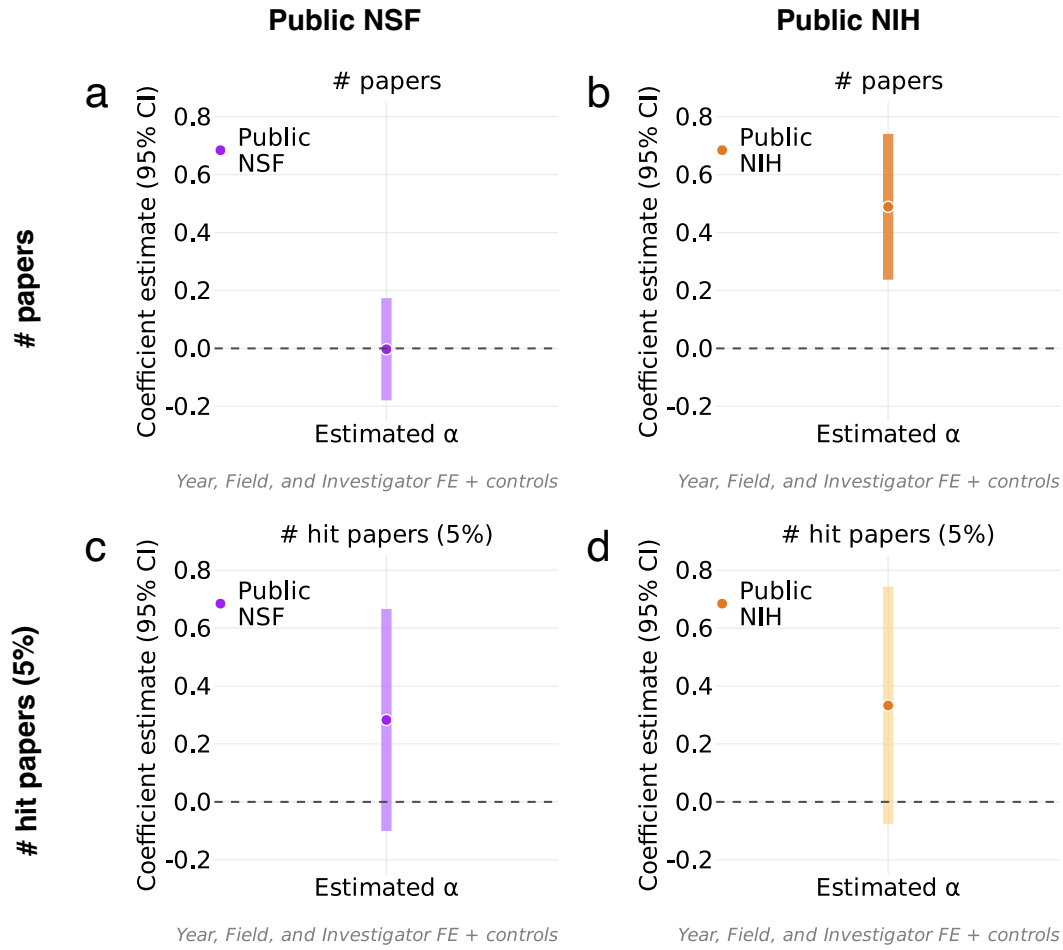 Public NSF
Public NIH
# papers
a
# papers
Coefficient estimate (95% CI)
0.8
0.6
0.4
0.2
0.0
-0.2
Public
NSF
Estimated α
Year, Field, and Investigator FE + controls
b
# papers
Coefficient estimate (95% CI)
0.8
0.6
0.4
0.2
0.0
-0.2
Public
NIH
Estimated α
Year, Field, and Investigator FE + controls
# hit papers (5%)
c
# hit papers (5%)
Coefficient estimate (95% CI)
0.8
0.6
0.4
0.2
0.0
-0.2
Public
NSF
Estimated α
Year, Field, and Investigator FE + controls
d
# hit papers (5%)
Coefficient estimate (95% CI)
0.8
0.6
0.4
0.2
0.0
-0.2
Public
NIH
Estimated α
Year, Field, and Investigator FE + controls